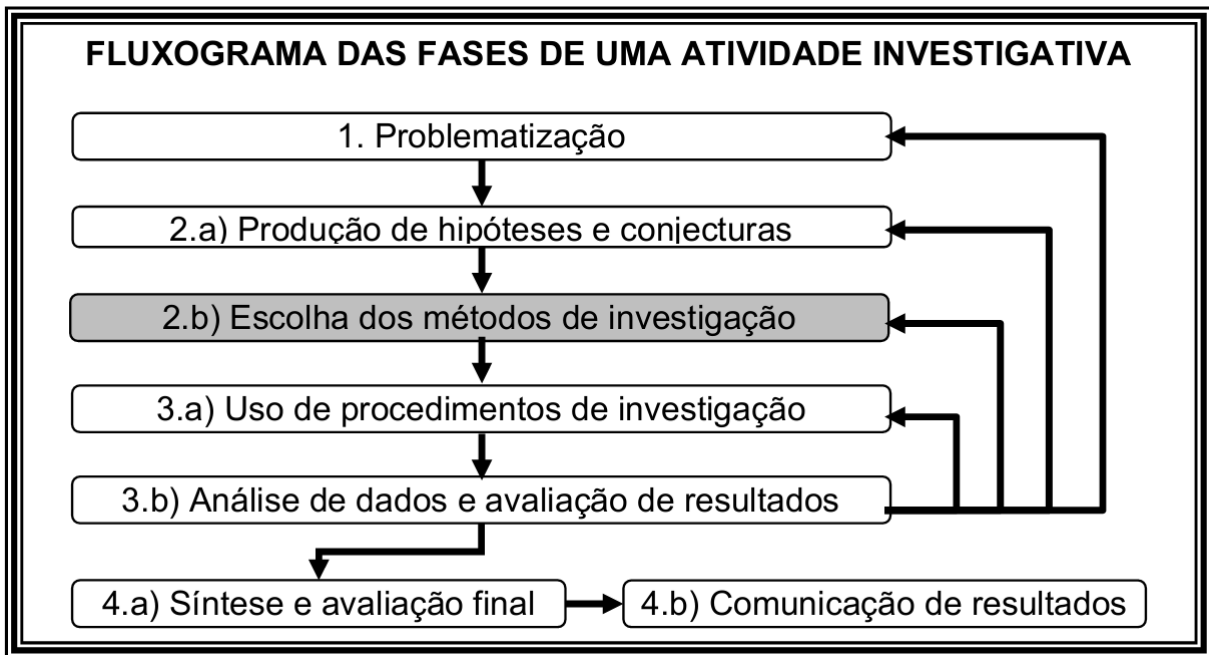 FLUXOGRAMA DAS FASES DE UMA ATIVIDADE INVESTIGATIVA
1. Problematização
2.a) Produção de hipóteses e conjecturas
2.b) Escolha dos métodos de investigação
3.a) Uso de procedimentos de investigação
3.b) Análise de dados e avaliação de resultados
4.a) Síntese e avaliação final
4.b) Comunicação de resultados